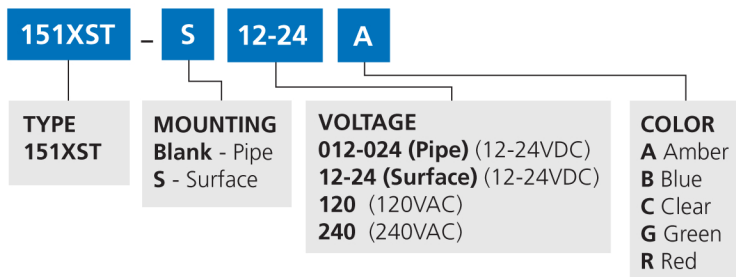 151XST – S 12-24 A
TYPE
151XST
MOUNTING
Blank - Pipe
S - Surface
VOLTAGE
012-024 (Pipe) (12-24VDC)
12-24 (Surface) (12-24VDC)
120 (120VAC)
240 (240VAC)
COLOR
A Amber
B Blue
C Clear
G Green
R Red